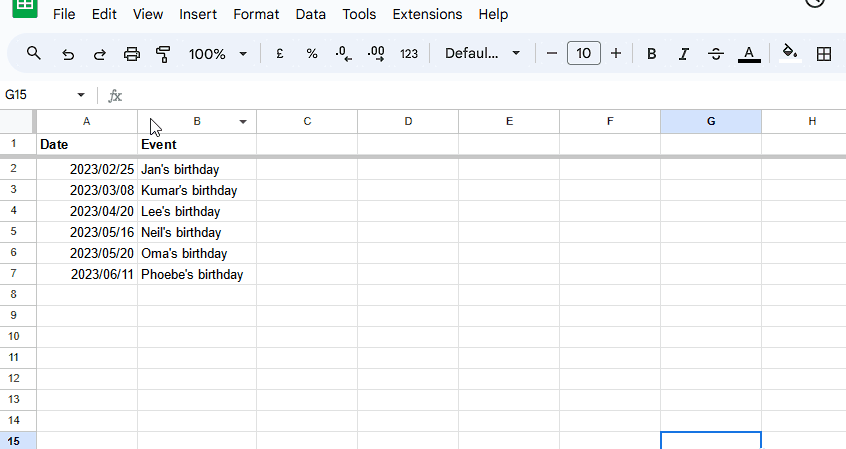 File Edit View Insert Format Data Tools Extensions Help
100% £ % .0 .00 123 Defaul... − 10 + B I S A
G15 fx
A B C D E F G H
1 Date Event
2 2023/02/25 Jan's birthday
3 2023/03/08 Kumar's birthday
4 2023/04/20 Lee's birthday
5 2023/05/16 Neil's birthday
6 2023/05/20 Oma's birthday
7 2023/06/11 Phoebe's birthday
8
9
10
11
12
13
14
15